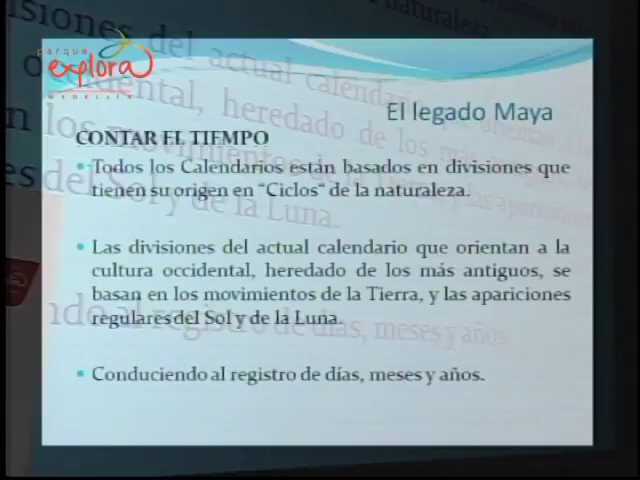 parque
explora
MEDELLÍN
El legado Maya
CONTAR EL TIEMPO
• Todos los Calendarios están basados en divisiones que
tienen su origen en "Ciclos" de la naturaleza.
• Las divisiones del actual calendario que orientan a la
cultura occidental, heredado de los más antiguos, se
basan en los movimientos de la Tierra, y las apariciones
regulares del Sol y de la Luna.
• Conduciendo al registro de días, meses y años.